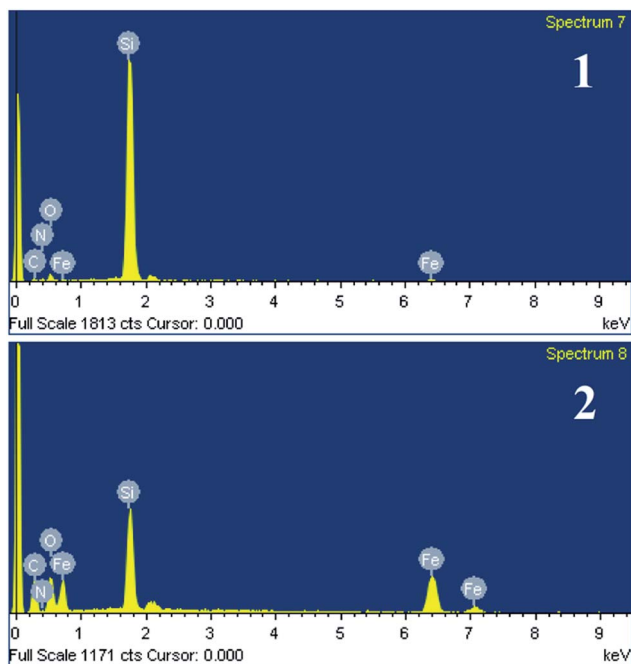 Spectrum 7
1
Si
O
N
C Fe Fe
0 1 2 3 4 5 6 7 8 9
Full Scale 1813 cts Cursor: 0.000 keV
Spectrum 8
2
Si
O
C Fe Fe
N Fe
0 1 2 3 4 5 6 7 8 9
Full Scale 1171 cts Cursor: 0.000 keV